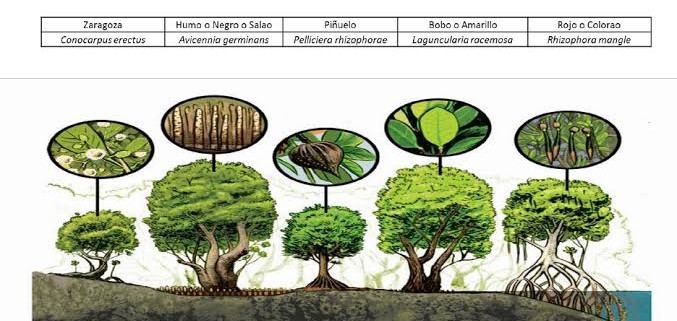 Zaragoza Humo o Negro o Salao Piñuelo Bobo o Amarillo Rojo o Colorao
Conocarpus erectus Avicennia germinans Pelliciera rhizophorae Laguncularia racemosa Rhizophora mangle